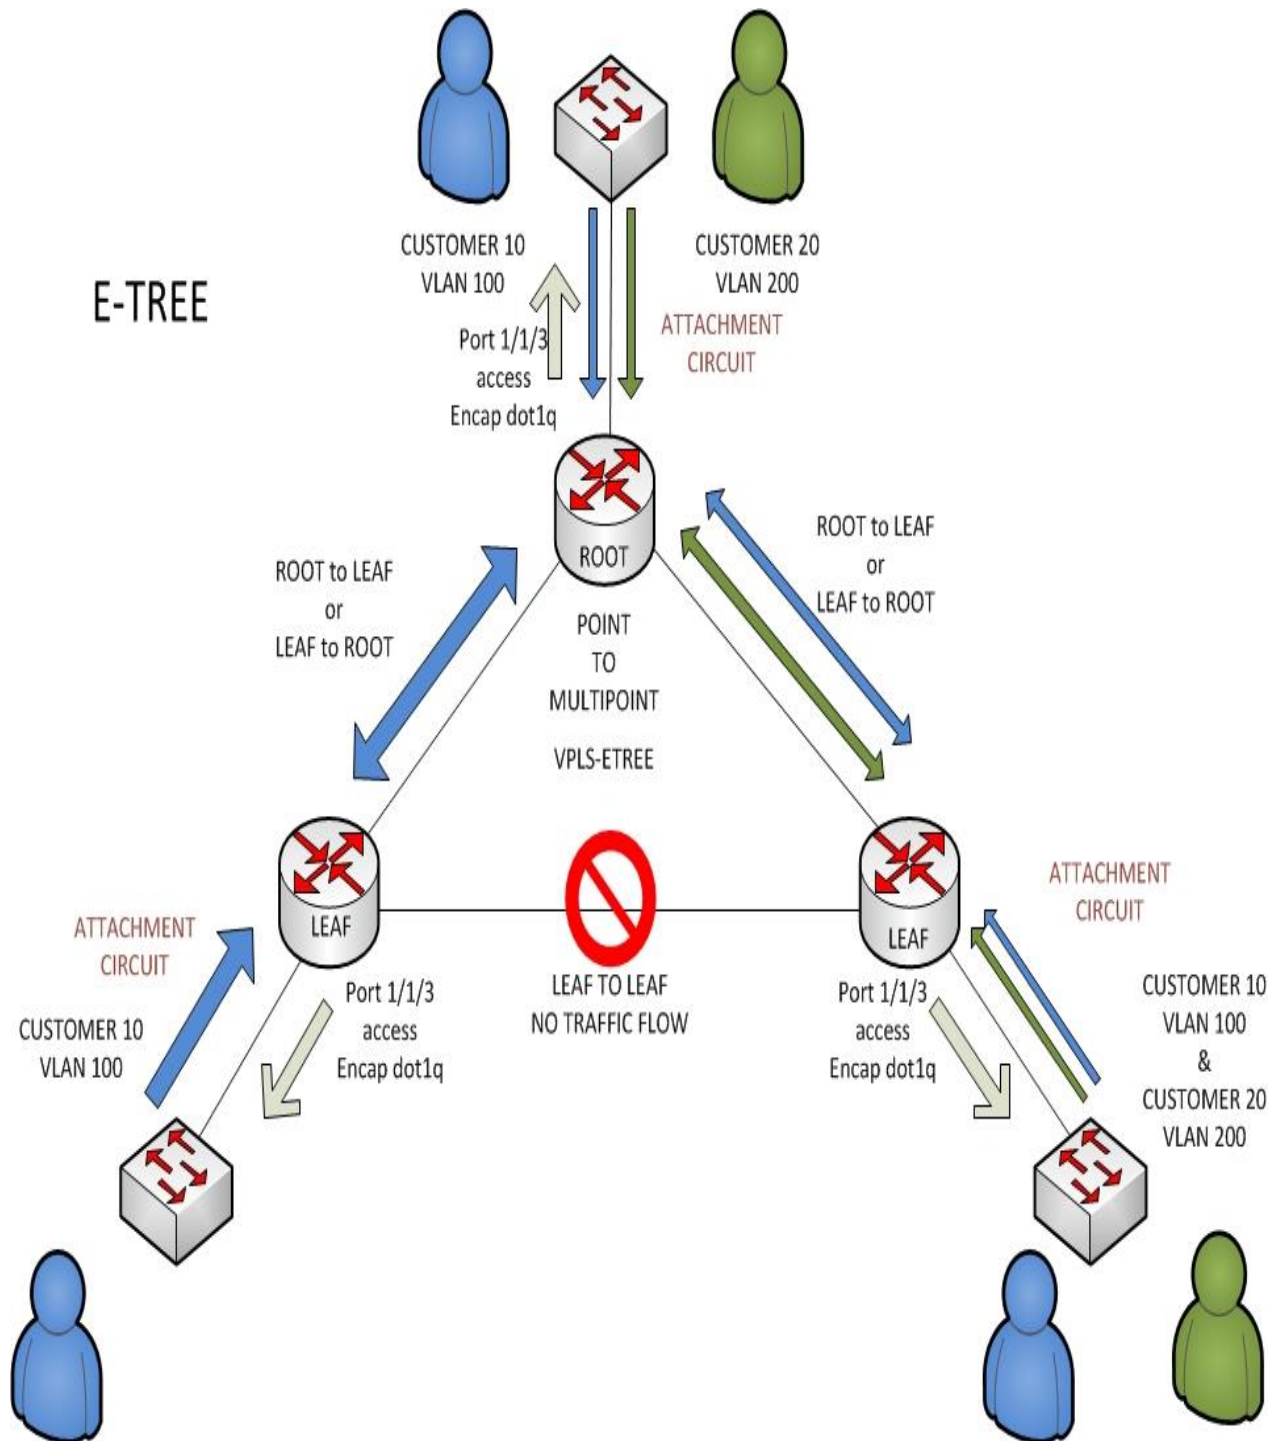 CUSTOMER 10
VLAN 100
CUSTOMER 20
VLAN 200
E-TREE
Port 1/1/3
access
Encap dot1q
ATTACHMENT
CIRCUIT
ROOT
ROOT to LEAF
or
LEAF to ROOT
ROOT to LEAF
or
LEAF to ROOT
POINT
TO
MULTIPOINT
VPLS-ETREE
LEAF
LEAF
ATTACHMENT
CIRCUIT
CUSTOMER 10
VLAN 100
Port 1/1/3
access
Encap dot1q
LEAF TO LEAF
NO TRAFFIC FLOW
Port 1/1/3
access
Encap dot1q
ATTACHMENT
CIRCUIT
CUSTOMER 10
VLAN 100
&
CUSTOMER 20
VLAN 200